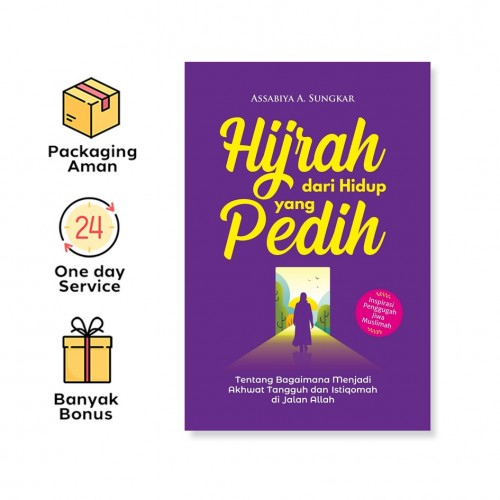 Packaging
Aman
24
One day
Service
Banyak
Bonus
ASSABIYA A. SUNGKAR
Hijrah
dari Hidup
yang
Pedih
Inspirasi
Penggugah
Jiwa
Muslimah
Tentang Bagaimana Menjadi
Akhwat Tangguh dan Istiqomah
di Jalan Allah